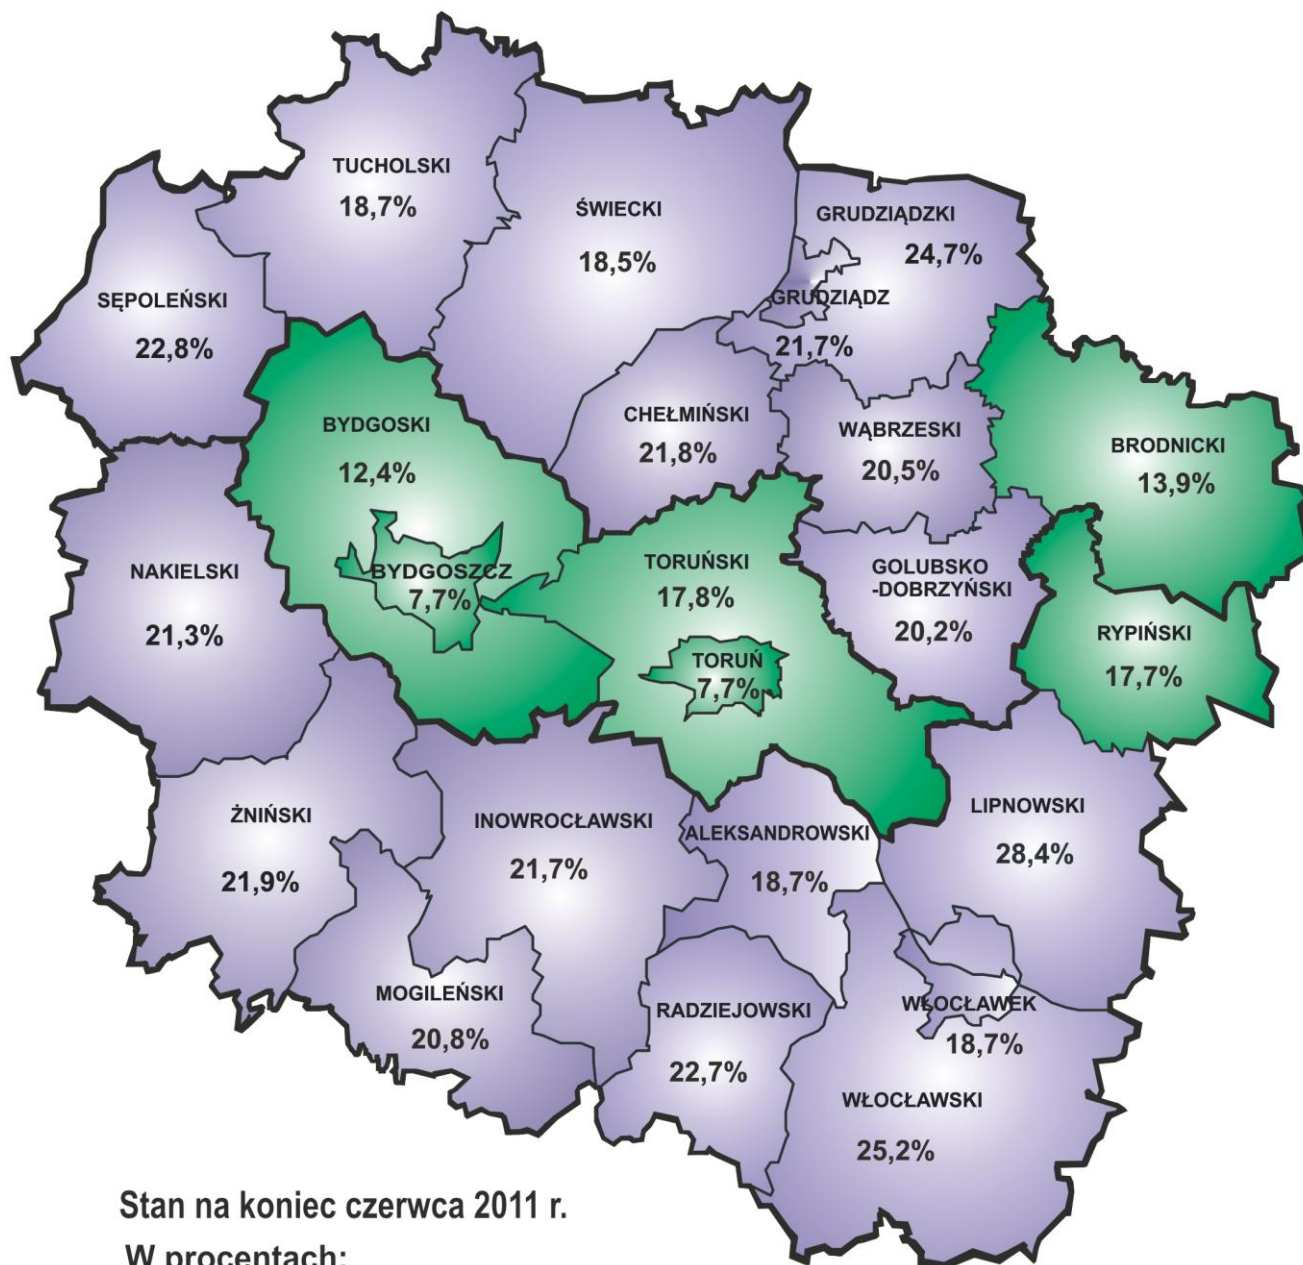 TUCHOLSKI
18,7%
ŚWIECKI
18,5%
GRUDZIĄDZKI
24,7%
SĘPOLEŃSKI
22,8%
GRUDZIĄDZ
21,7%
BYDGOSKI
12,4%
CHEŁMIŃSKI
21,8%
WĄBRZESKI
20,5%
BRODNICKI
13,9%
NAKIELSKI
21,3%
BYDGOSZCZ
7,7%
TORUŃSKI
17,8%
GOLUBSKO
-DOBRZYŃSKI
20,2%
RYPIŃSKI
17,7%
TORUŃ
7,7%
ŻNIŃSKI
21,9%
INOWROCŁAWSKI
21,7%
ALEKSANDROWSKI
18,7%
LIPNOWSKI
28,4%
MOGILEŃSKI
20,8%
RADZIEJOWSKI
22,7%
WŁOCŁAWEK
18,7%
WŁOCŁAWSKI
25,2%
Stan na koniec czerwca 2011 r.
W procentach: